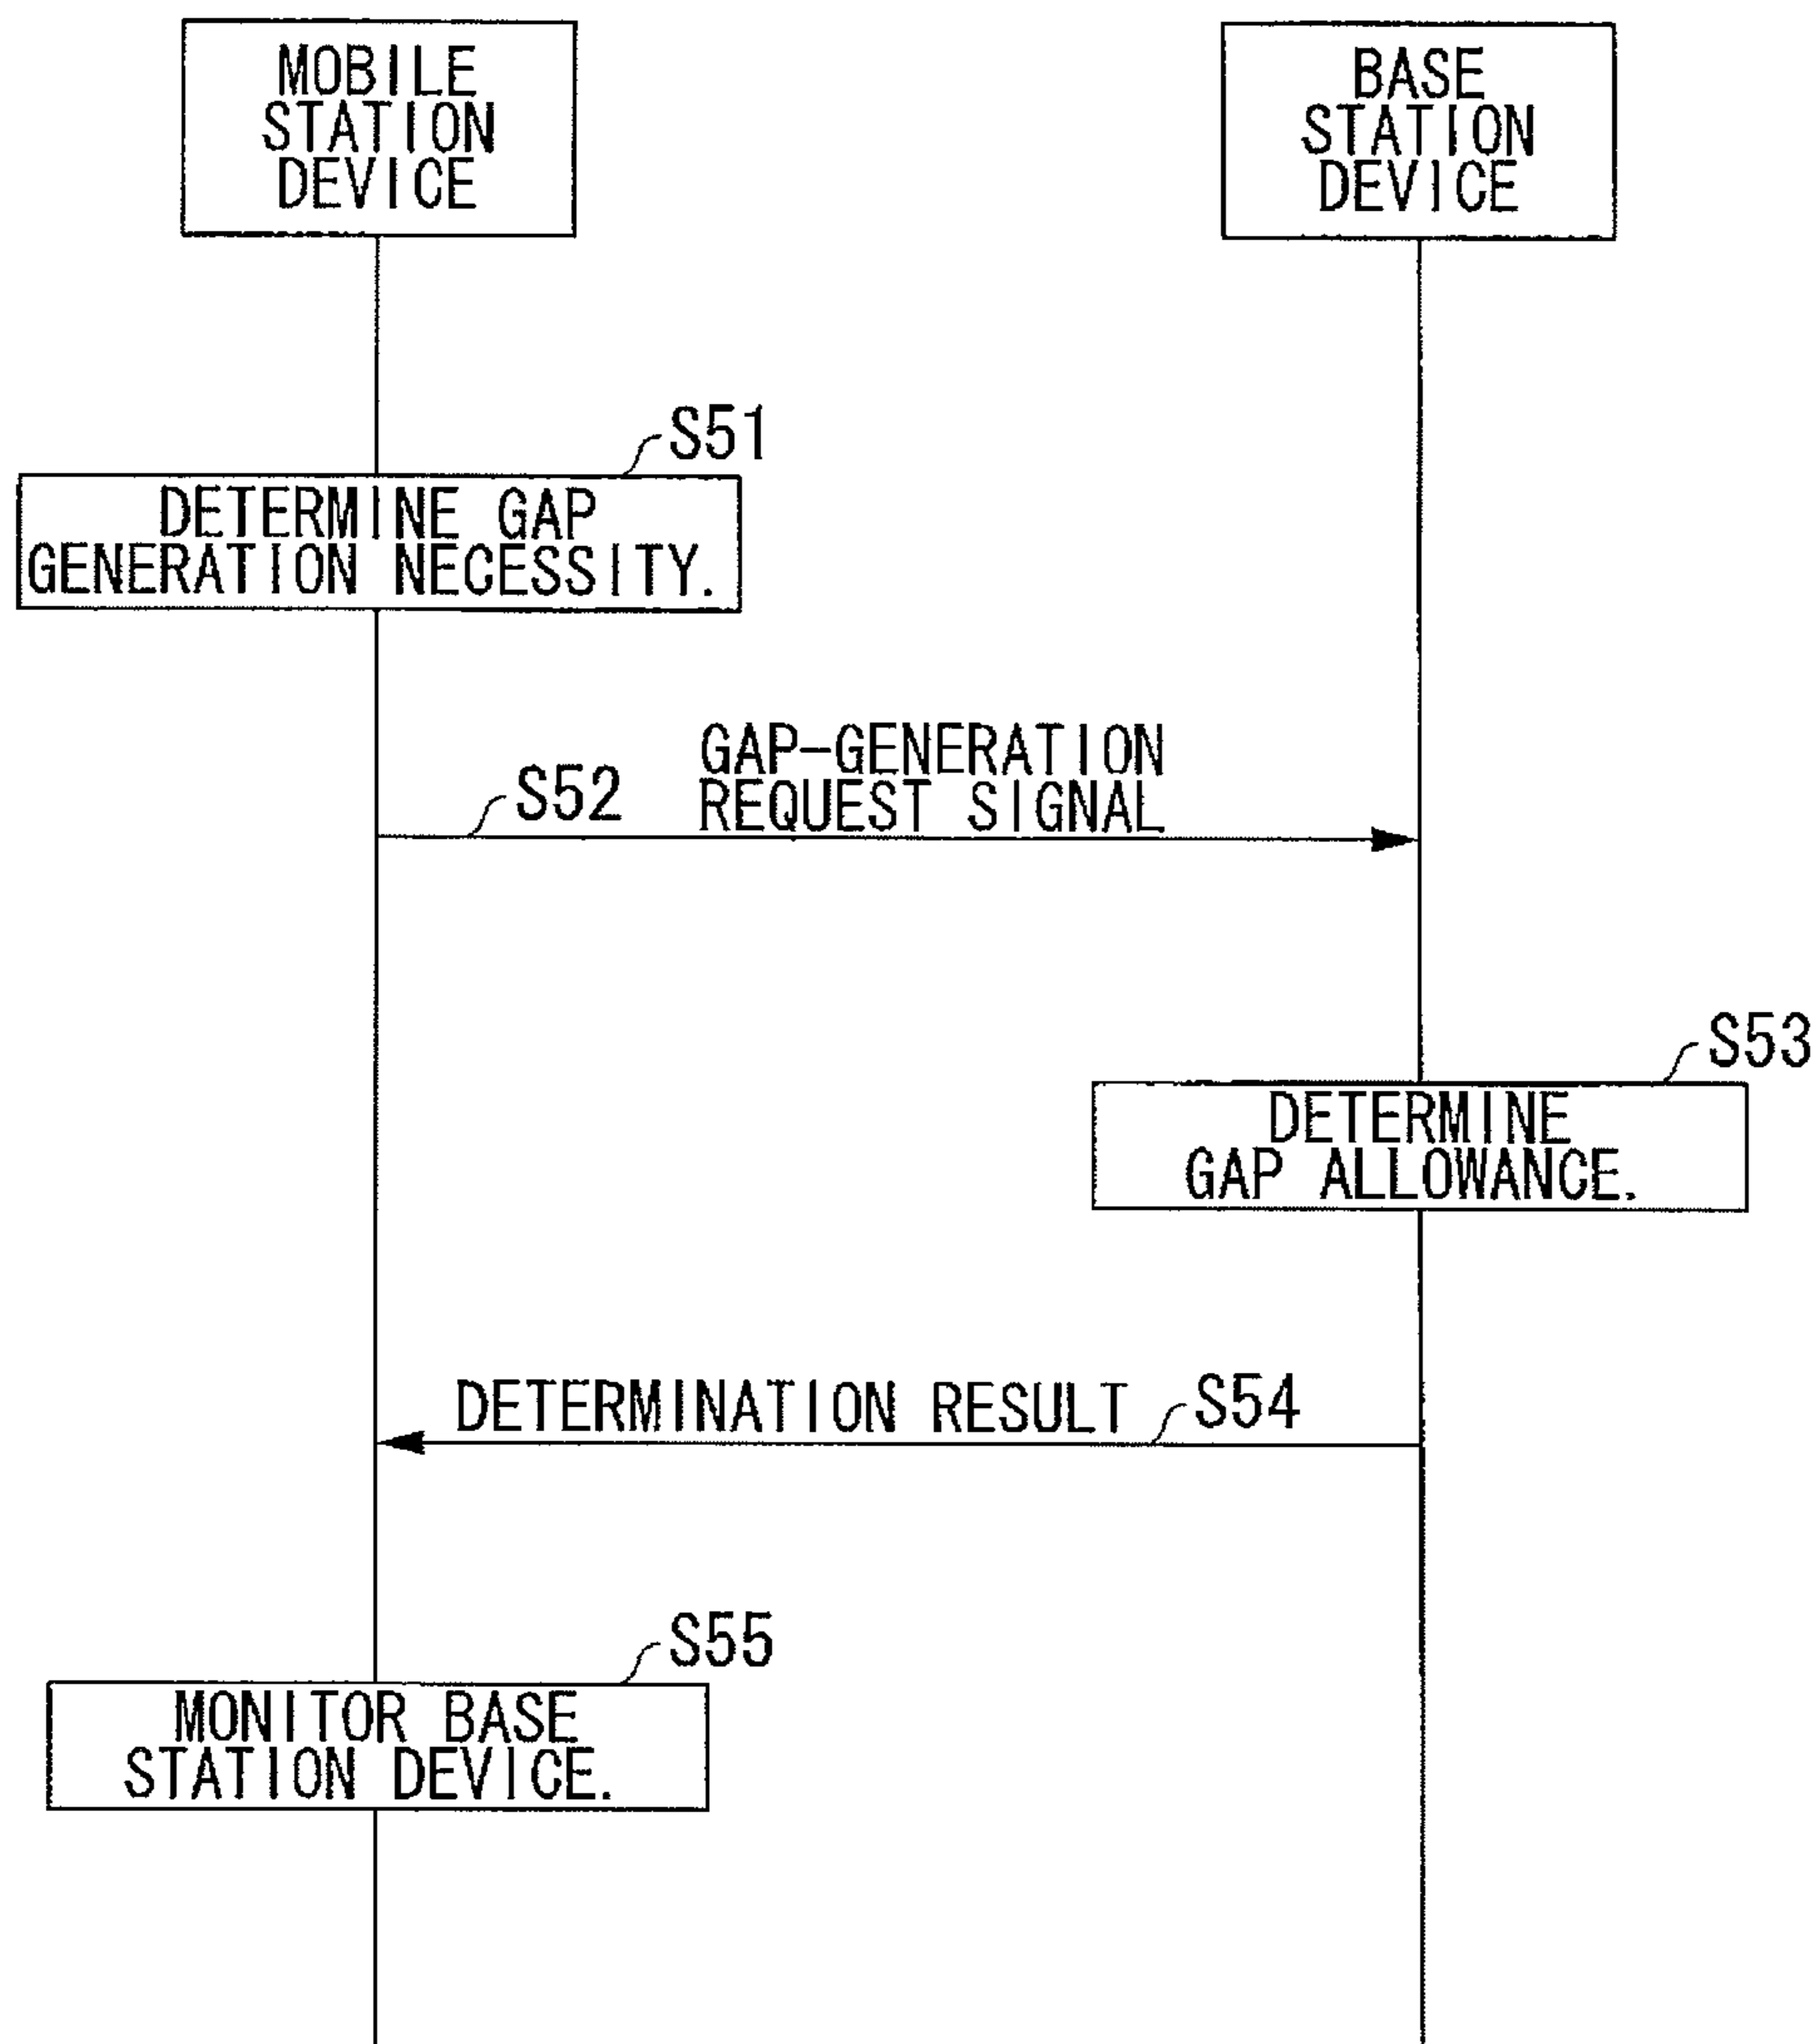 MOBILE
STATION
DEVICE
BASE
STATION
DEVICE
S51
DETERMINE GAP
GENERATION NECESSITY.
GAP-GENERATION
S52
REQUEST SIGNAL
S53
DETERMINE
GAP ALLOWANCE.
DETERMINATION RESULT
S54
S55
MONITOR BASE
STATION DEVICE.